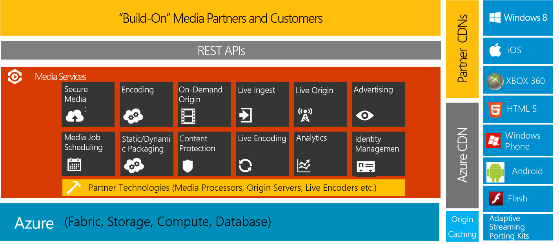 "Build-On" Media Partners and Customers
REST APIs
Media Services
Secure
Media
Encoding
On-Demand
Origin
Live Ingest
Live Origin
Advertising
Media Job
Scheduling
Static/Dynami
c Packaging
Content
Protection
Live Encoding
Analytics
Identity
Managemen
Partner Technologies (Media Processors, Origin Servers, Live Encoders etc.)
Azure (Fabric, Storage, Compute, Database)
Partner CDNs
Azure CDN
Origin
Caching
Windows 8
iOS
XBOX 360
HTML 5
Windows
Phone
Android
Flash
Adaptive
Streaming
Porting Kits